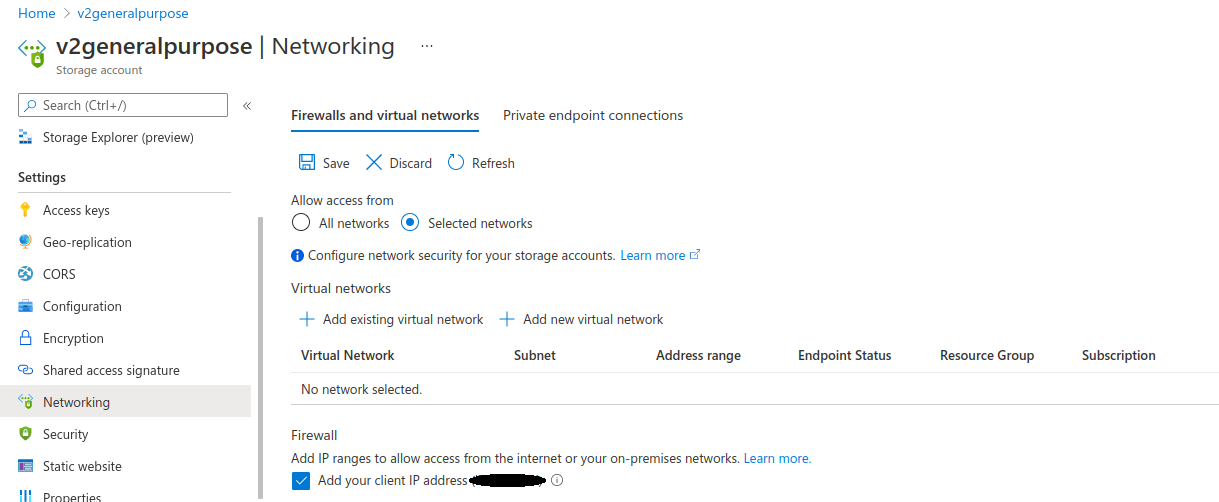 Home > v2generalpurpose
v2generalpurpose | Networking ...
Storage account
Search (Ctrl+/) «
Storage Explorer (preview)
Settings
Access keys
Geo-replication
CORS
Configuration
Encryption
Shared access signature
Networking
Security
Static website
Properties
Firewalls and virtual networks Private endpoint connections
Save Discard Refresh
Allow access from
All networks Selected networks
Configure network security for your storage accounts. Learn more
Virtual networks
Add existing virtual network Add new virtual network
Virtual Network Subnet Address range Endpoint Status Resource Group Subscription
No network selected.
Firewall
Add IP ranges to allow access from the internet or your on-premises networks. Learn more.
Add your client IP address